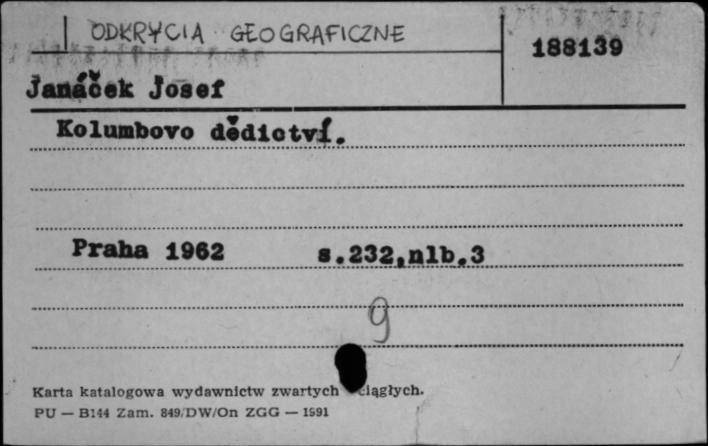 ODKRYCIA GEOGRAFICZNE
188139
Janáček Josef
Kolumbovo dědictví.
Praha 1962 s.232,nlb.3
9
Karta katalogowa wydawnictw zwartych ciągłych.
PU — B144 Zam. 849/DW/On ZGG — 1991